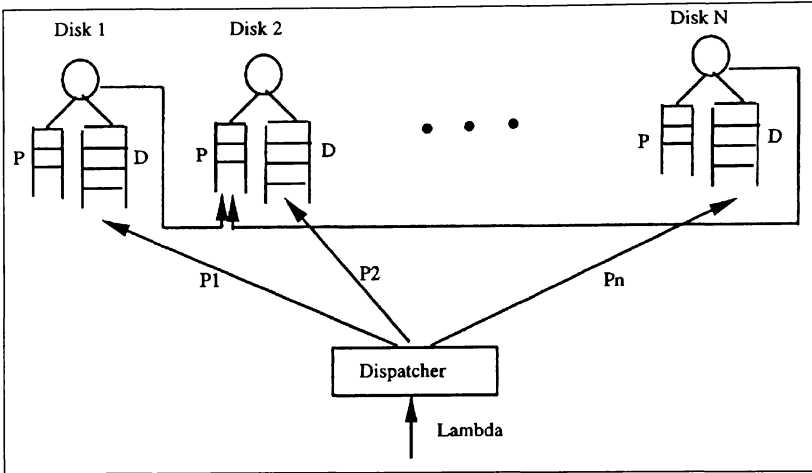 Disk 1
Disk 2
Disk N
P
D
P
D
P
D
P1
P2
Pn
Dispatcher
Lambda